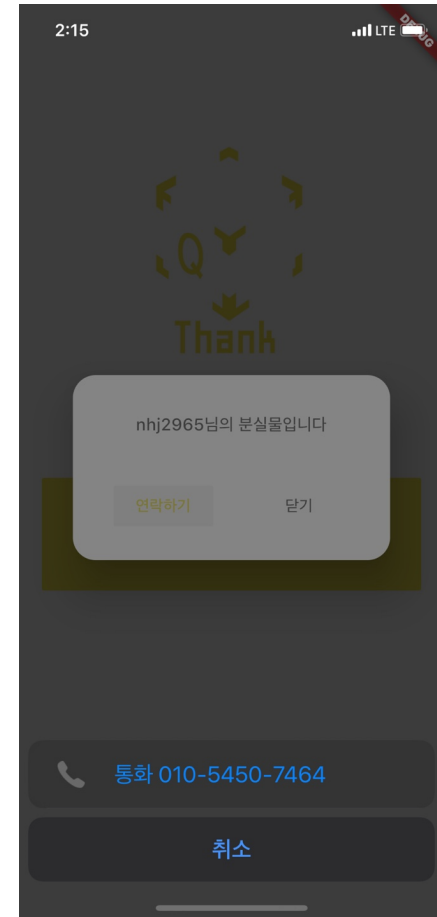 2:15
LTE
DEBUG
Q
Thank
nhj2965님의 분실물입니다
연락하기
닫기
통화 010-5450-7464
취소